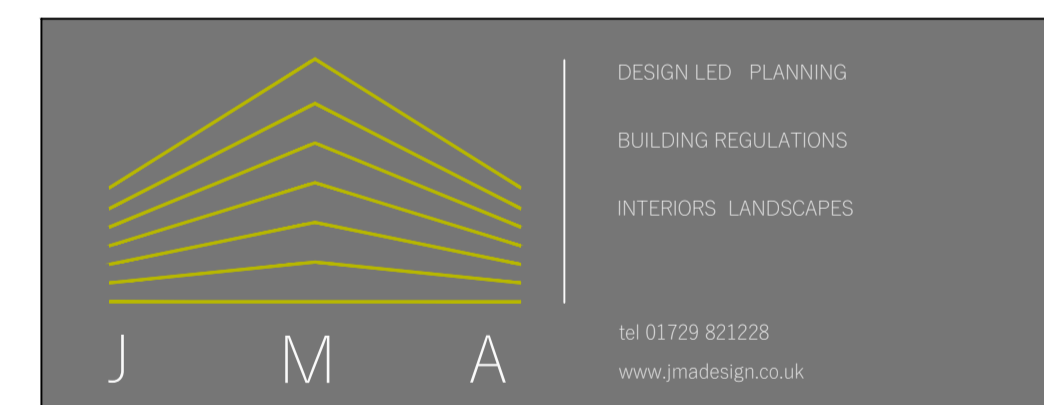 DESIGN LED PLANNING
BUILDING REGULATIONS
INTERIORS LANDSCAPES
J M A
tel 01729 821228
www.jmadesign.co.uk